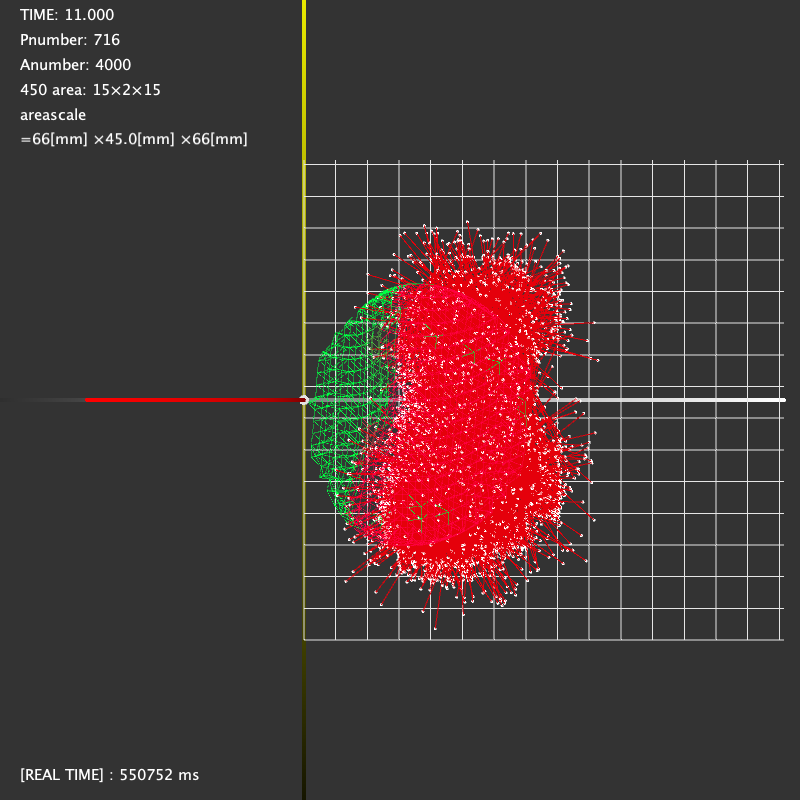 TIME: 11.000
Pnumber: 716
Anumber: 4000
450 area: 15×2×15
areascale
=66[mm] ×45.0[mm] ×66[mm]
[REAL TIME] : 550752 ms